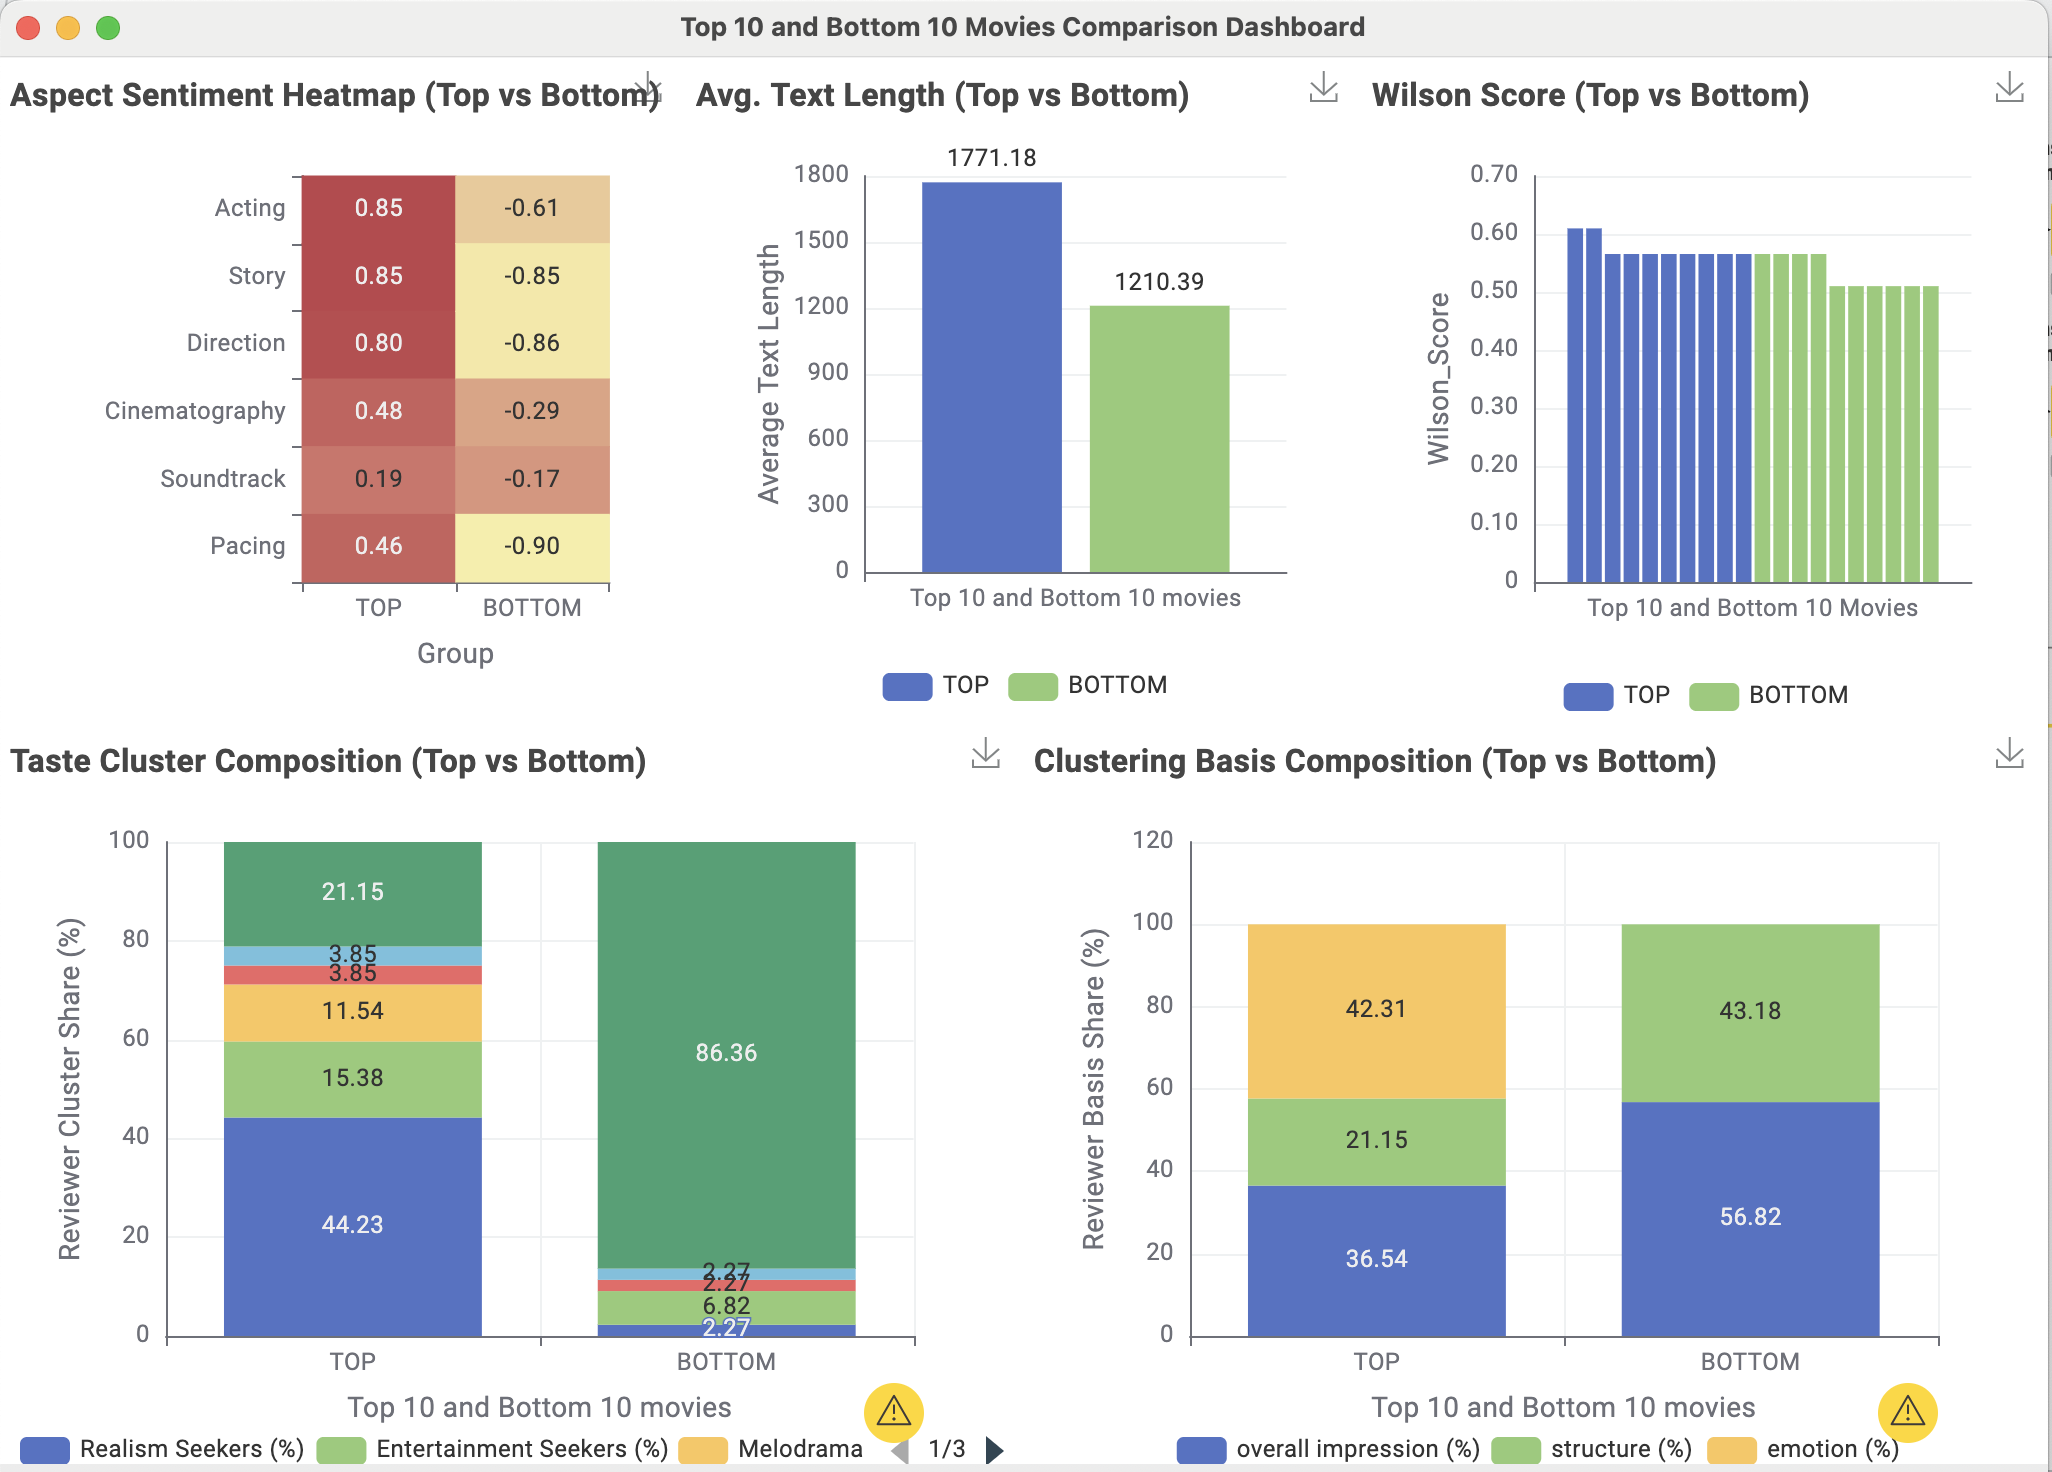 Top 10 and Bottom 10 Movies Comparison Dashboard
Aspect Sentiment Heatmap (Top vs Bottom)
Acting 0.85 -0.61
Story 0.85 -0.85
Direction 0.80 -0.86
Cinematography 0.48 -0.29
Soundtrack 0.19 -0.17
Pacing 0.46 -0.90
TOP BOTTOM
Group
Avg. Text Length (Top vs Bottom)
Average Text Length
1800
1500
1200
900
600
300
0
1771.18
1210.39
Top 10 and Bottom 10 movies
TOP BOTTOM
Wilson Score (Top vs Bottom)
Wilson_Score
0.70
0.60
0.50
0.40
0.30
0.20
0.10
0
Top 10 and Bottom 10 Movies
TOP BOTTOM
Taste Cluster Composition (Top vs Bottom)
Reviewer Cluster Share (%)
100
80
60
40
20
0
21.15
3.85
3.85
11.54
15.38
44.23
86.36
2.27
2.27
6.82
2.27
TOP BOTTOM
Top 10 and Bottom 10 movies
Realism Seekers (%) Entertainment Seekers (%) Melodrama 1/3
Clustering Basis Composition (Top vs Bottom)
Reviewer Basis Share (%)
120
100
80
60
40
20
0
42.31
21.15
36.54
43.18
56.82
TOP BOTTOM
Top 10 and Bottom 10 movies
overall impression (%) structure (%) emotion (%)